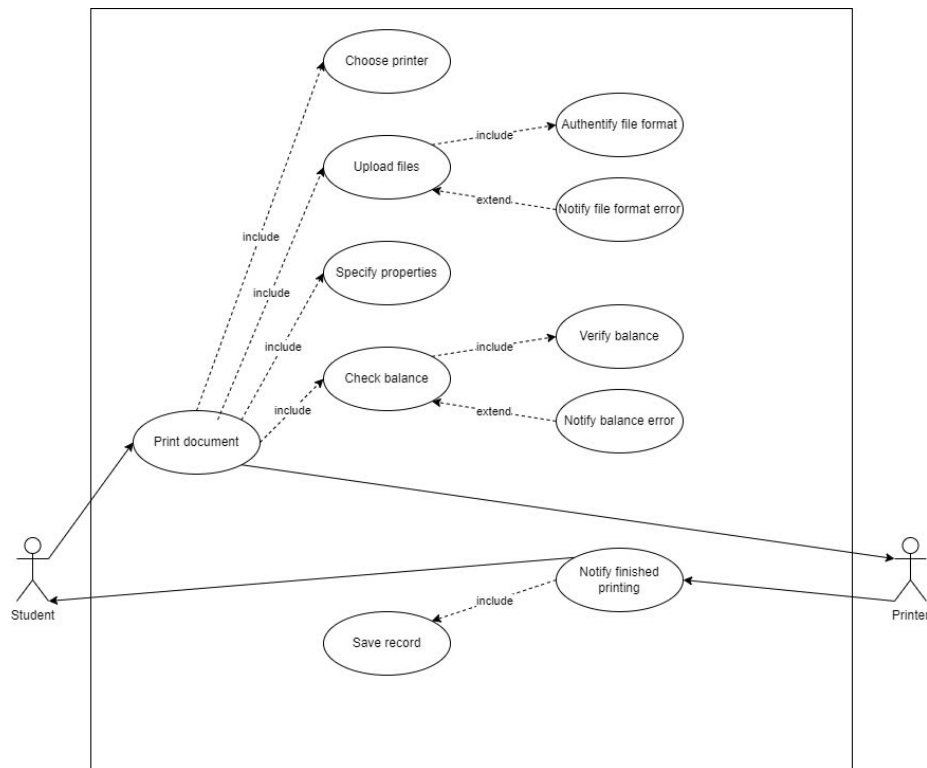 Choose printer
Authentify file format
include
Upload files
extend
Notify file format error
include
Specify properties
include
include
Verify balance
include
Check balance
include
extend
Notify balance error
Print document
Notify finished
printing
include
Student
Printer
Save record